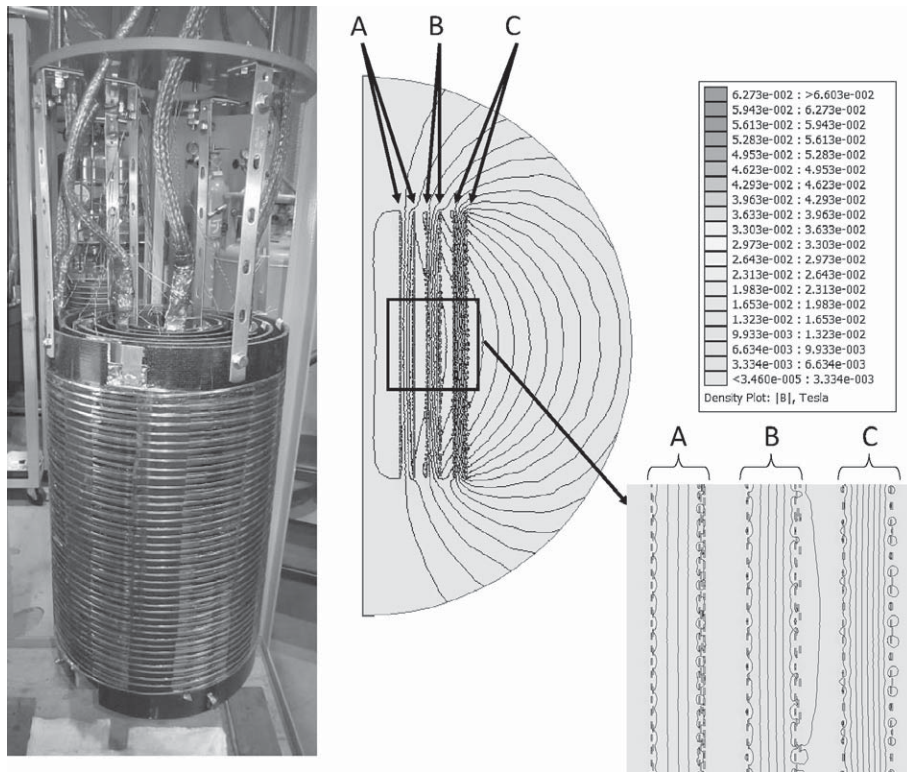 A B C
6.273e-002 : >6.603e-002
5.943e-002 : 6.273e-002
5.613e-002 : 5.943e-002
5.283e-002 : 5.613e-002
4.953e-002 : 5.283e-002
4.623e-002 : 4.953e-002
4.293e-002 : 4.623e-002
3.963e-002 : 4.293e-002
3.633e-002 : 3.963e-002
3.303e-002 : 3.633e-002
2.973e-002 : 3.303e-002
2.643e-002 : 2.973e-002
2.313e-002 : 2.643e-002
1.983e-002 : 2.313e-002
1.653e-002 : 1.983e-002
1.323e-002 : 1.653e-002
9.933e-003 : 1.323e-002
6.634e-003 : 9.933e-003
3.334e-003 : 6.634e-003
<3.460e-005 : 3.334e-003
Density Plot: |B|, Tesla
A B C